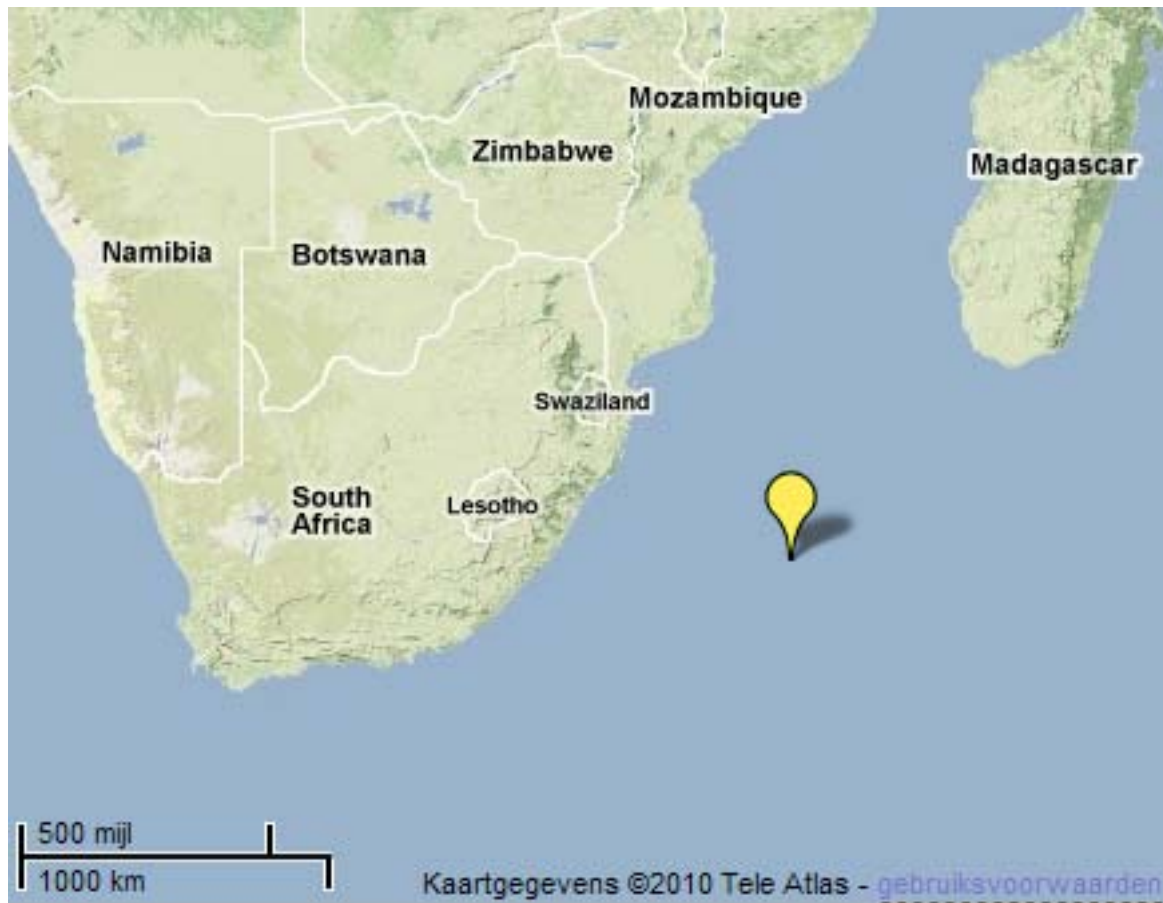 Mozambique
Zimbabwe
Madagascar
Namibia
Botswana
Swaziland
South
Africa
Lesotho
500 mijl
1000 km
Kaartgegevens ©2010 Tele Atlas - gebruiksvoorwaarden